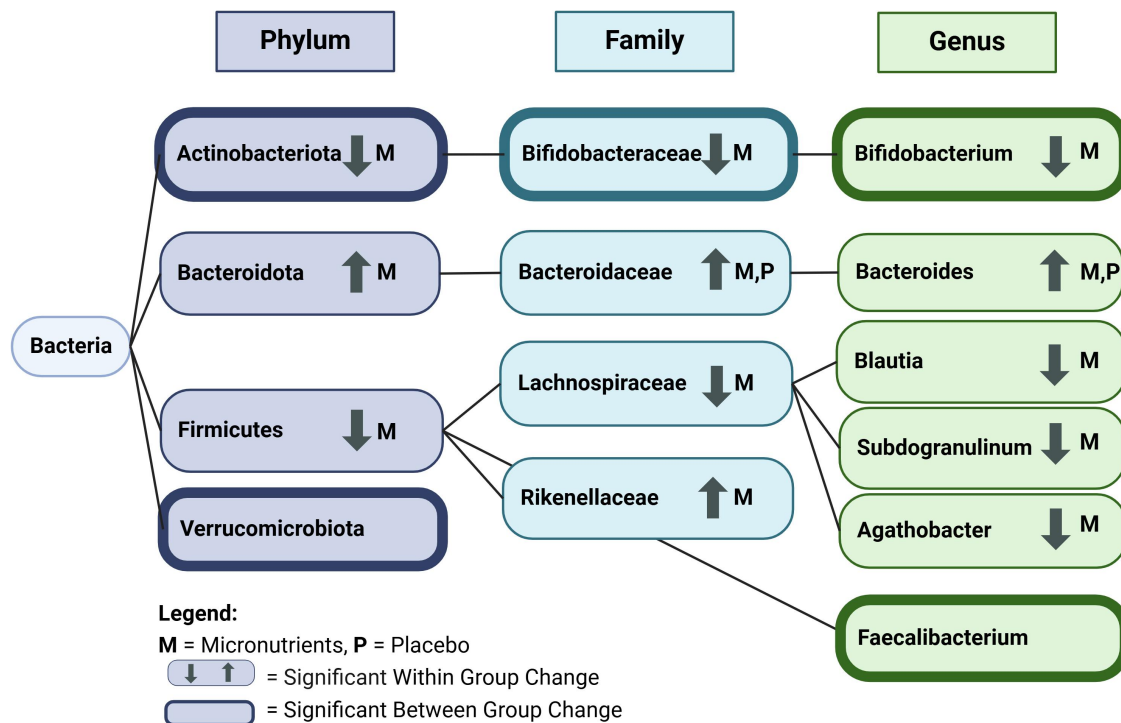 Phylum
Family
Genus
Actinobacteriota M
Bifidobacteraceae M
Bifidobacterium M
Bacteroidota M
Bacteroidaceae M,P
Bacteroides M,P
Bacteria
Lachnospiraceae M
Blautia M
Firmicutes M
Subdogranulinum M
Rikenellaceae M
Agathobacter M
Verrucomicrobiota
Faecalibacterium
Legend:
M = Micronutrients, P = Placebo
= Significant Within Group Change
= Significant Between Group Change